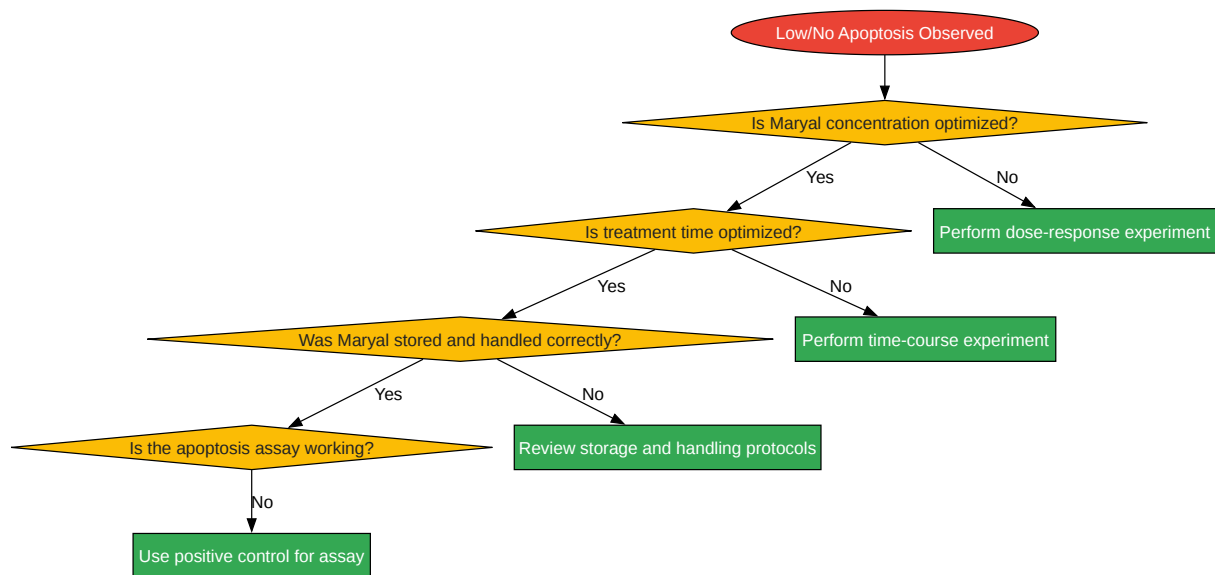 Low/No Apoptosis Observed
Is Maryal concentration optimized?
Yes
No
Is treatment time optimized?
Perform dose-response experiment
Yes
No
Was Maryal stored and handled correctly?
Perform time-course experiment
Yes
No
Is the apoptosis assay working?
Review storage and handling protocols
No
Use positive control for assay